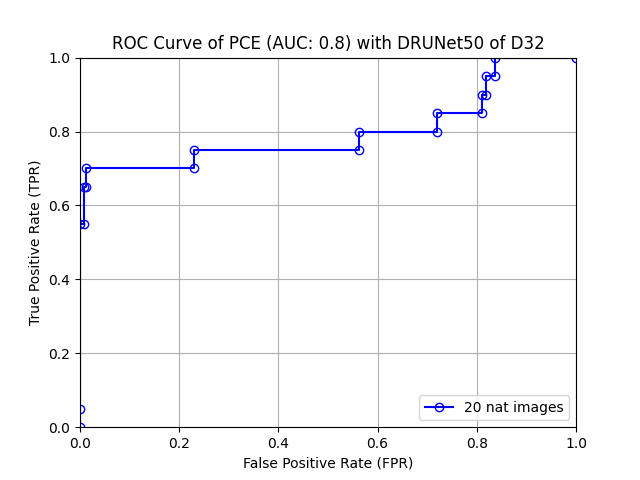 ROC Curve of PCE (AUC: 0.8) with DRUNet50 of D32
1.0
0.8
0.6
0.4
0.2
0.0
True Positive Rate (TPR)
20 nat images
0.0 0.2 0.4 0.6 0.8 1.0
False Positive Rate (FPR)